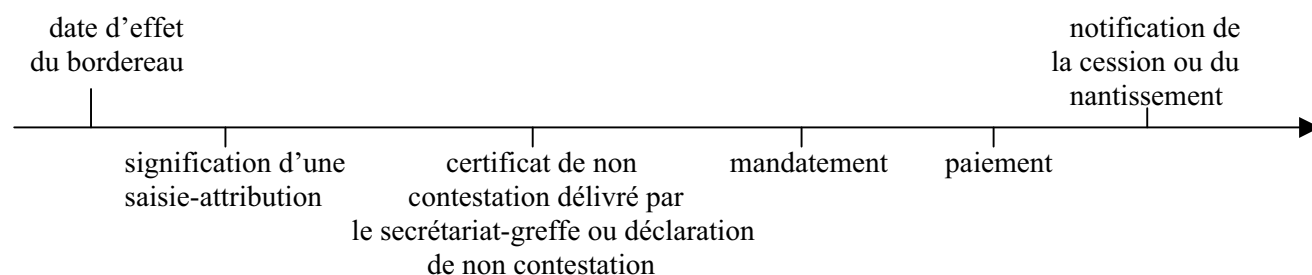 date d’effet
du bordereau
notification de
la cession ou du
nantissement
signification d’une
saisie-attribution
certificat de non
contestation délivré par
le secrétariat-greffe ou déclaration
de non contestation
mandatement
paiement